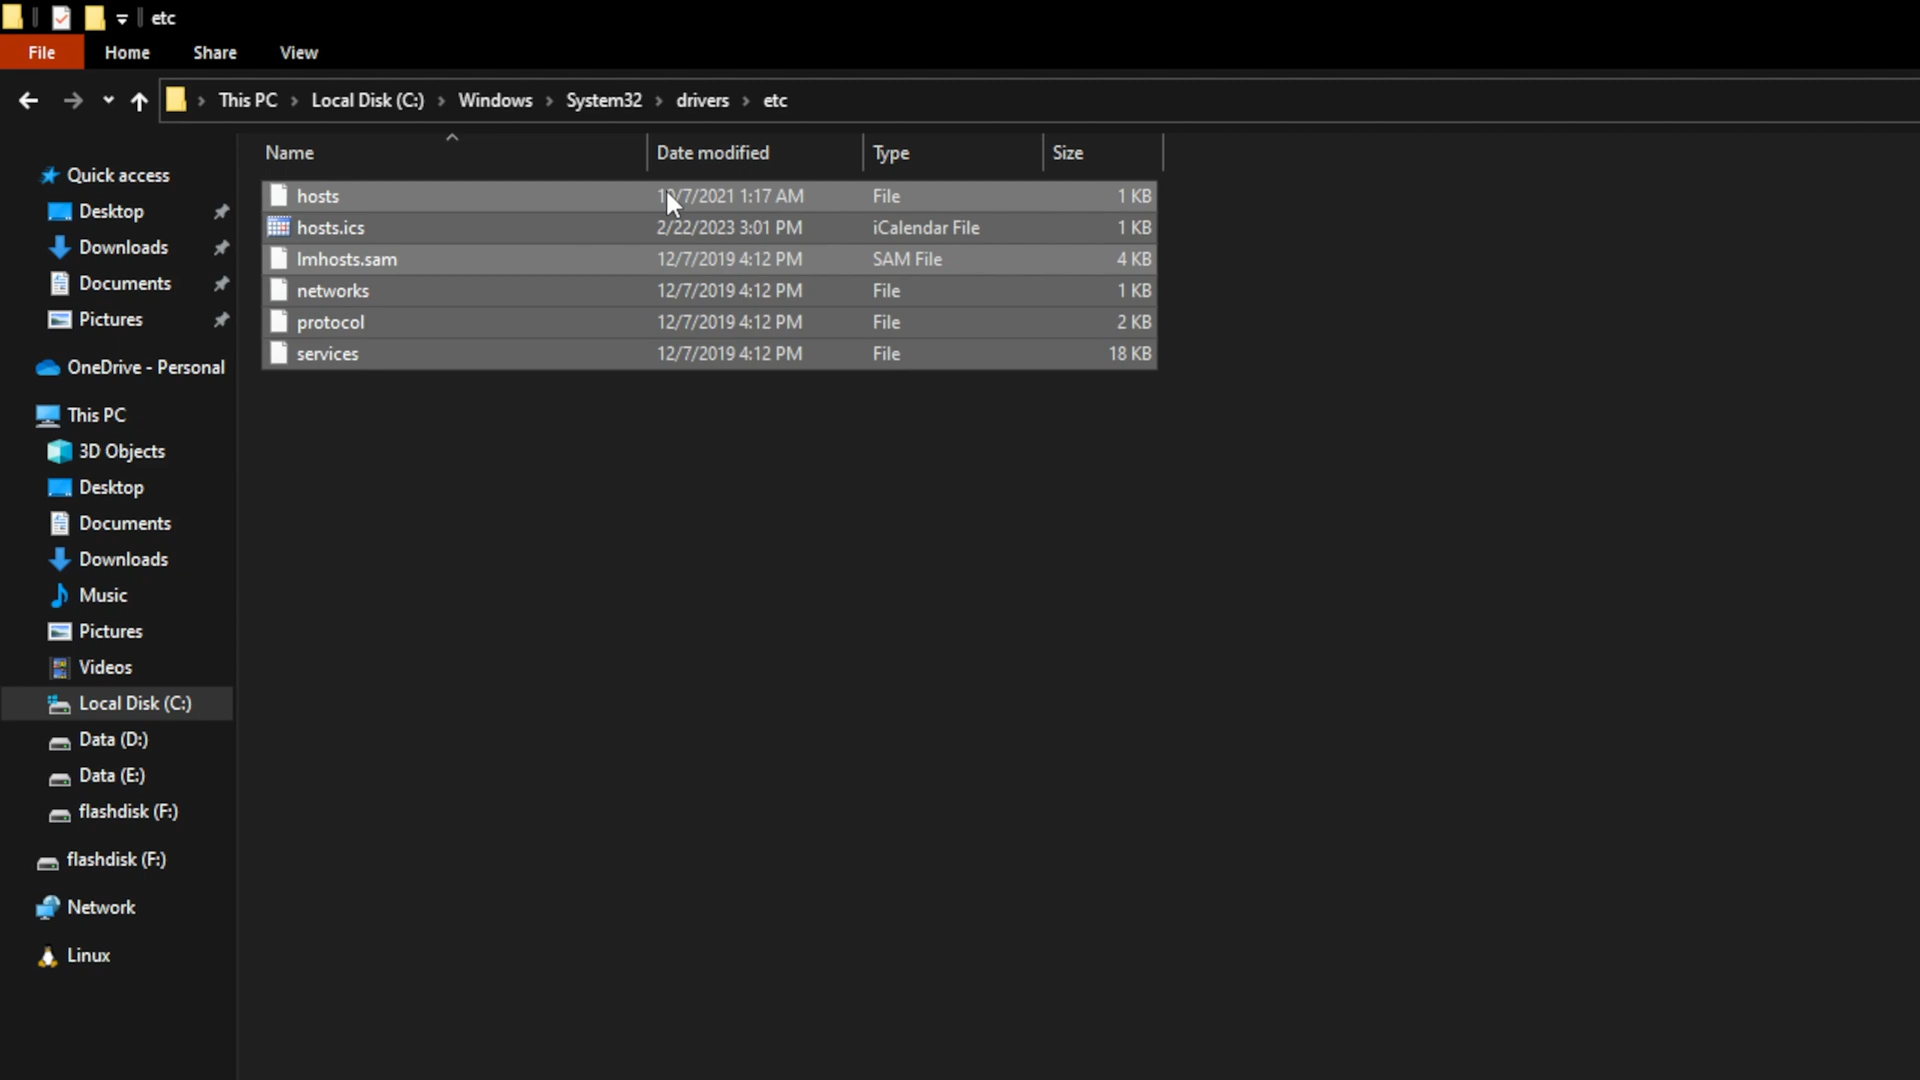 etc
File Home Share View
This PC Local Disk (C:) Windows System32 drivers etc
Name Date modified Type Size
hosts /7/2021 1:17 AM File 1 KB
hosts.ics 2/22/2023 3:01 PM iCalendar File 1 KB
lmhosts.sam 12/7/2019 4:12 PM SAM File 4 KB
networks 12/7/2019 4:12 PM File 1 KB
protocol 12/7/2019 4:12 PM File 2 KB
services 12/7/2019 4:12 PM File 18 KB
Quick access
Desktop
Downloads
Documents
Pictures
OneDrive - Personal
This PC
3D Objects
Desktop
Documents
Downloads
Music
Pictures
Videos
Local Disk (C:)
Data (D:)
Data (E:)
flashdisk (F:)
flashdisk (F:)
Network
Linux